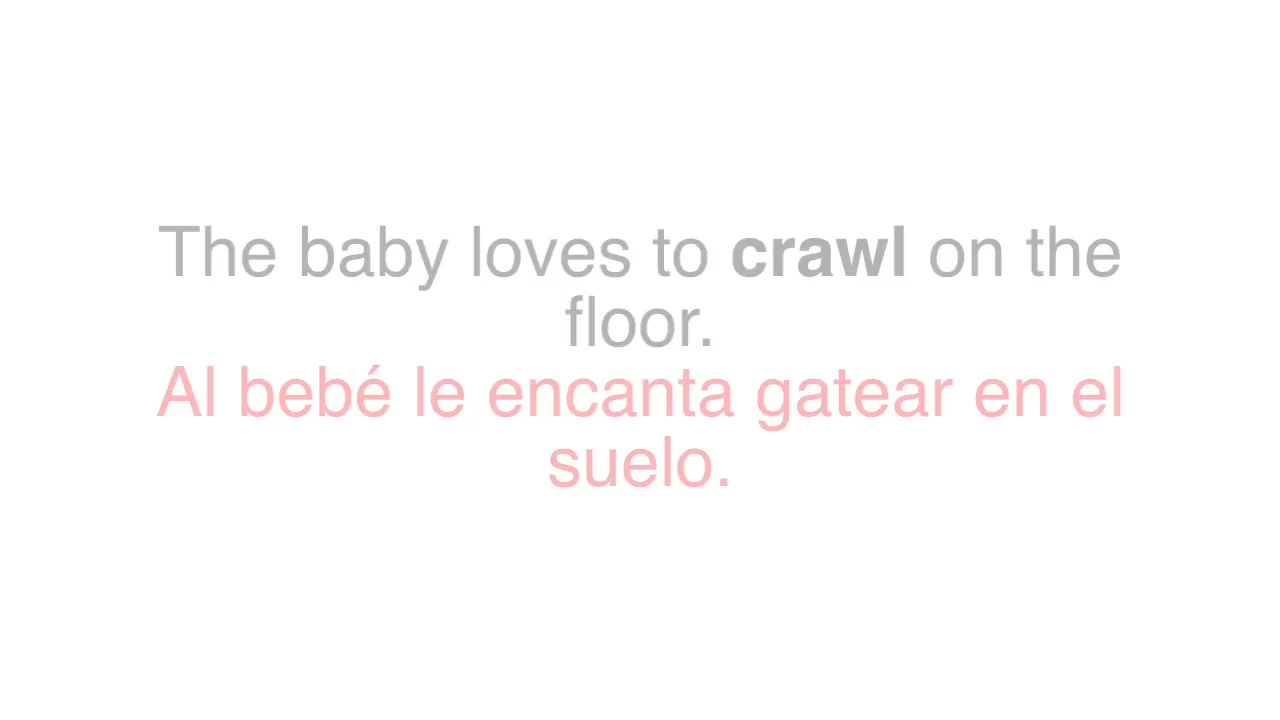 The baby loves to crawl on the
floor.
Al bebé le encanta gatear en el
suelo.